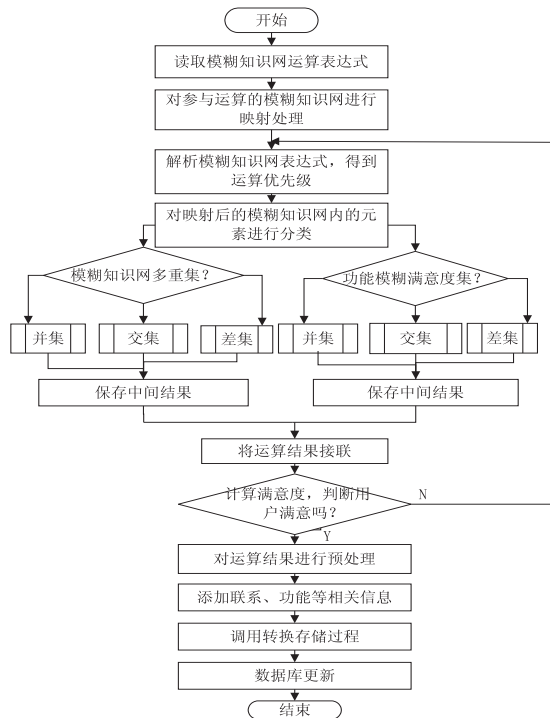 开始
读取模糊知识网运算表达式
对参与运算的模糊知识网进行
映射处理
解析模糊知识网表达式，得到
运算优先级
对映射后的模糊知识网内的元
素进行分类
模糊知识网多重集？
功能模糊满意度集？
并集
交集
差集
并集
交集
差集
保存中间结果
保存中间结果
将运算结果接联
计算满意度，判断用
户满意吗？
N
Y
对运算结果进行预处理
添加联系、功能等相关信息
调用转换存储过程
数据库更新
结束